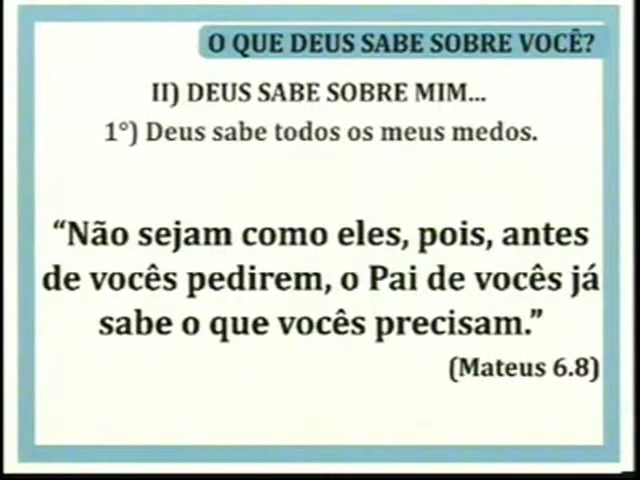 O QUE DEUS SABE SOBRE VOCÊ?
II) DEUS SABE SOBRE MIM...
1°) Deus sabe todos os meus medos.
“Não sejam como eles, pois, antes
de vocês pedirem, o Pai de vocês já
sabe o que vocês precisam.”
(Mateus 6.8)